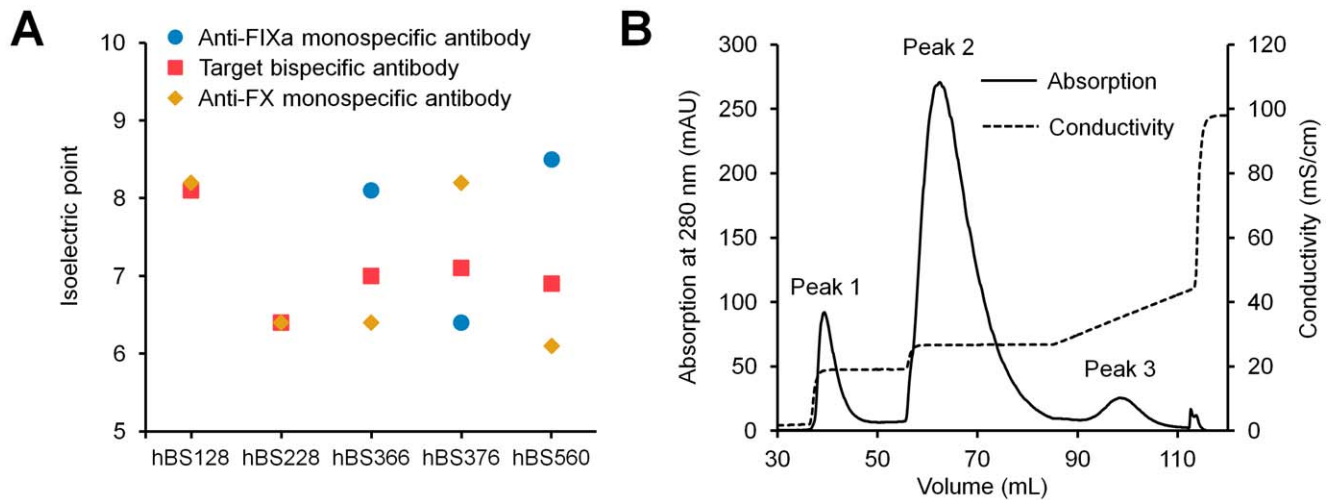 A
10
9
8
7
6
5
Isoelectric point
Anti-FIXa monospecific antibody
Target bispecific antibody
Anti-FX monospecific antibody
hBS128 hBS228 hBS366 hBS376 hBS560
B
300
250
200
150
100
50
0
Absorption at 280 nm (mAU)
Peak 1
Peak 2
Peak 3
Absorption
Conductivity
120
100
80
60
40
20
0
Conductivity (mS/cm)
30 50 70 90 110
Volume (mL)